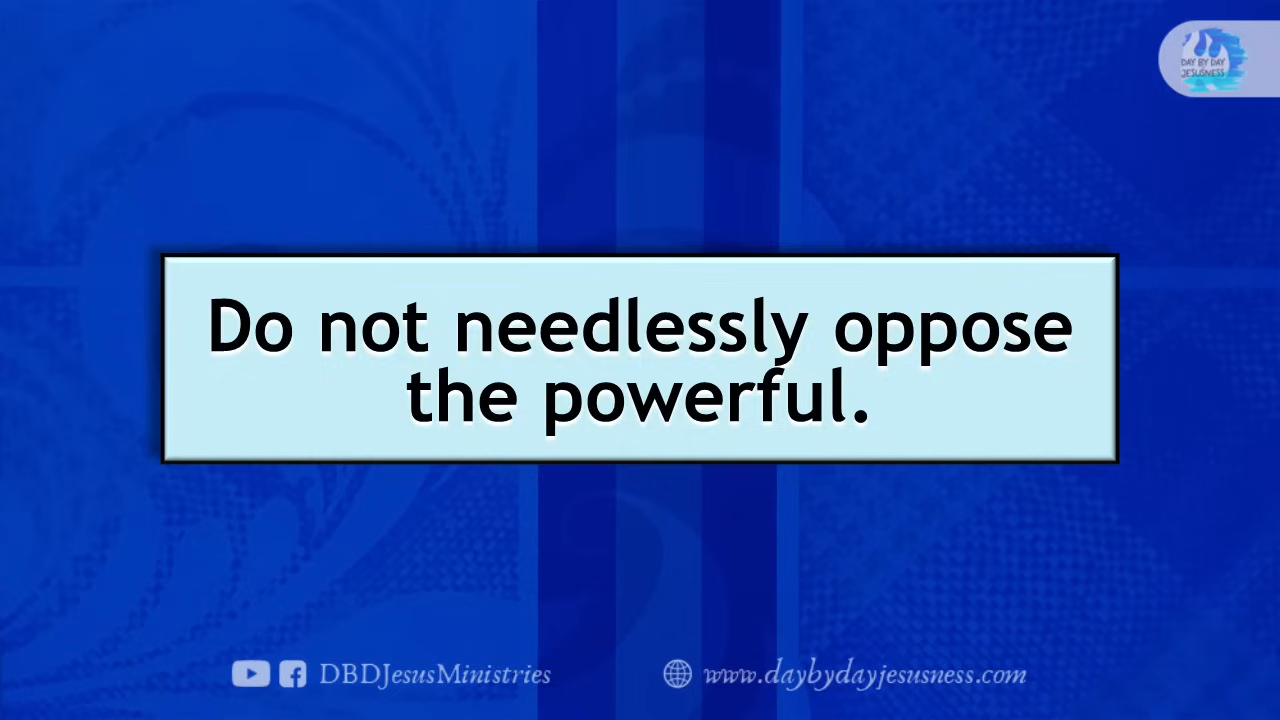 DAY BY DAY
JESUSNESS
Do not needlessly oppose
the powerful.
DBDJesusMinistries
www.daybydayjesusness.com